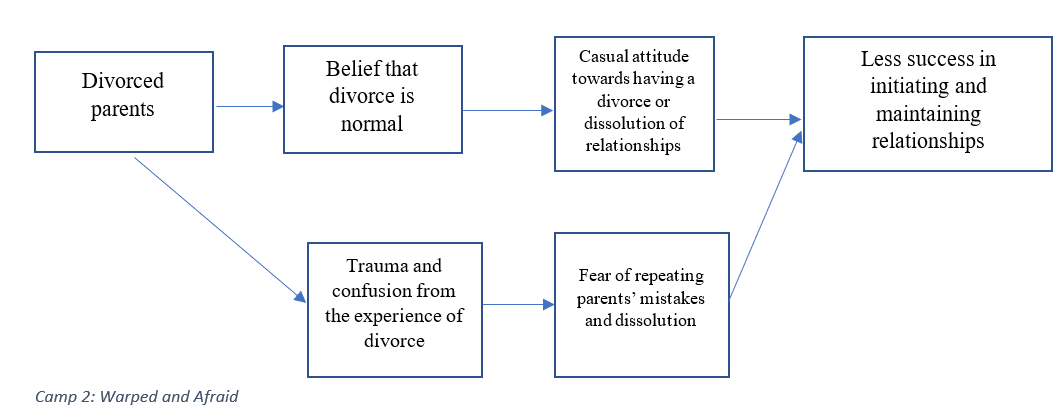 Divorced
parents
Belief that
divorce is
normal
Casual attitude
towards having a
divorce or
dissolution of
relationships
Less success in
initiating and
maintaining
relationships
Trauma and
confusion from
the experience of
divorce
Fear of repeating
parents’ mistakes
and dissolution
Camp 2: Warped and Afraid